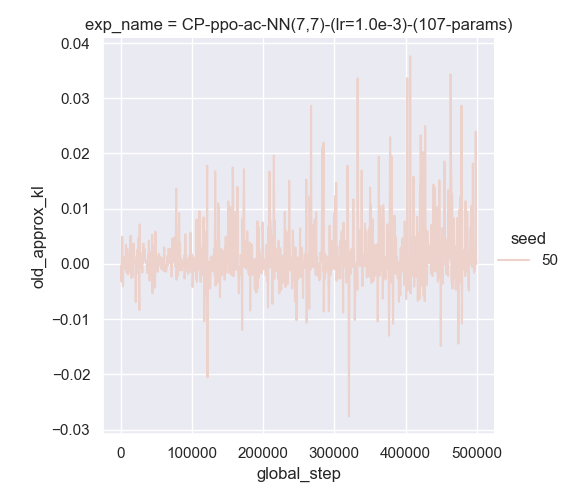 exp_name = CP-ppo-ac-NN(7,7)-(lr=1.0e-3)-(107-params)
0.04
0.03
0.02
0.01
0.00
−0.01
−0.02
−0.03
old_approx_kl
0 100000 200000 300000 400000 500000
global_step
seed
50